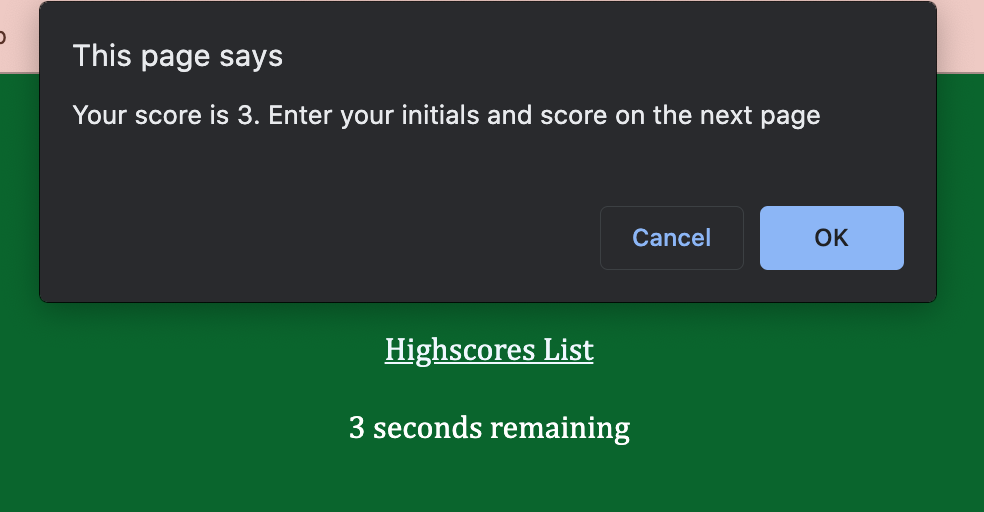 This page says
Your score is 3. Enter your initials and score on the next page
Cancel OK
Highscores List
3 seconds remaining